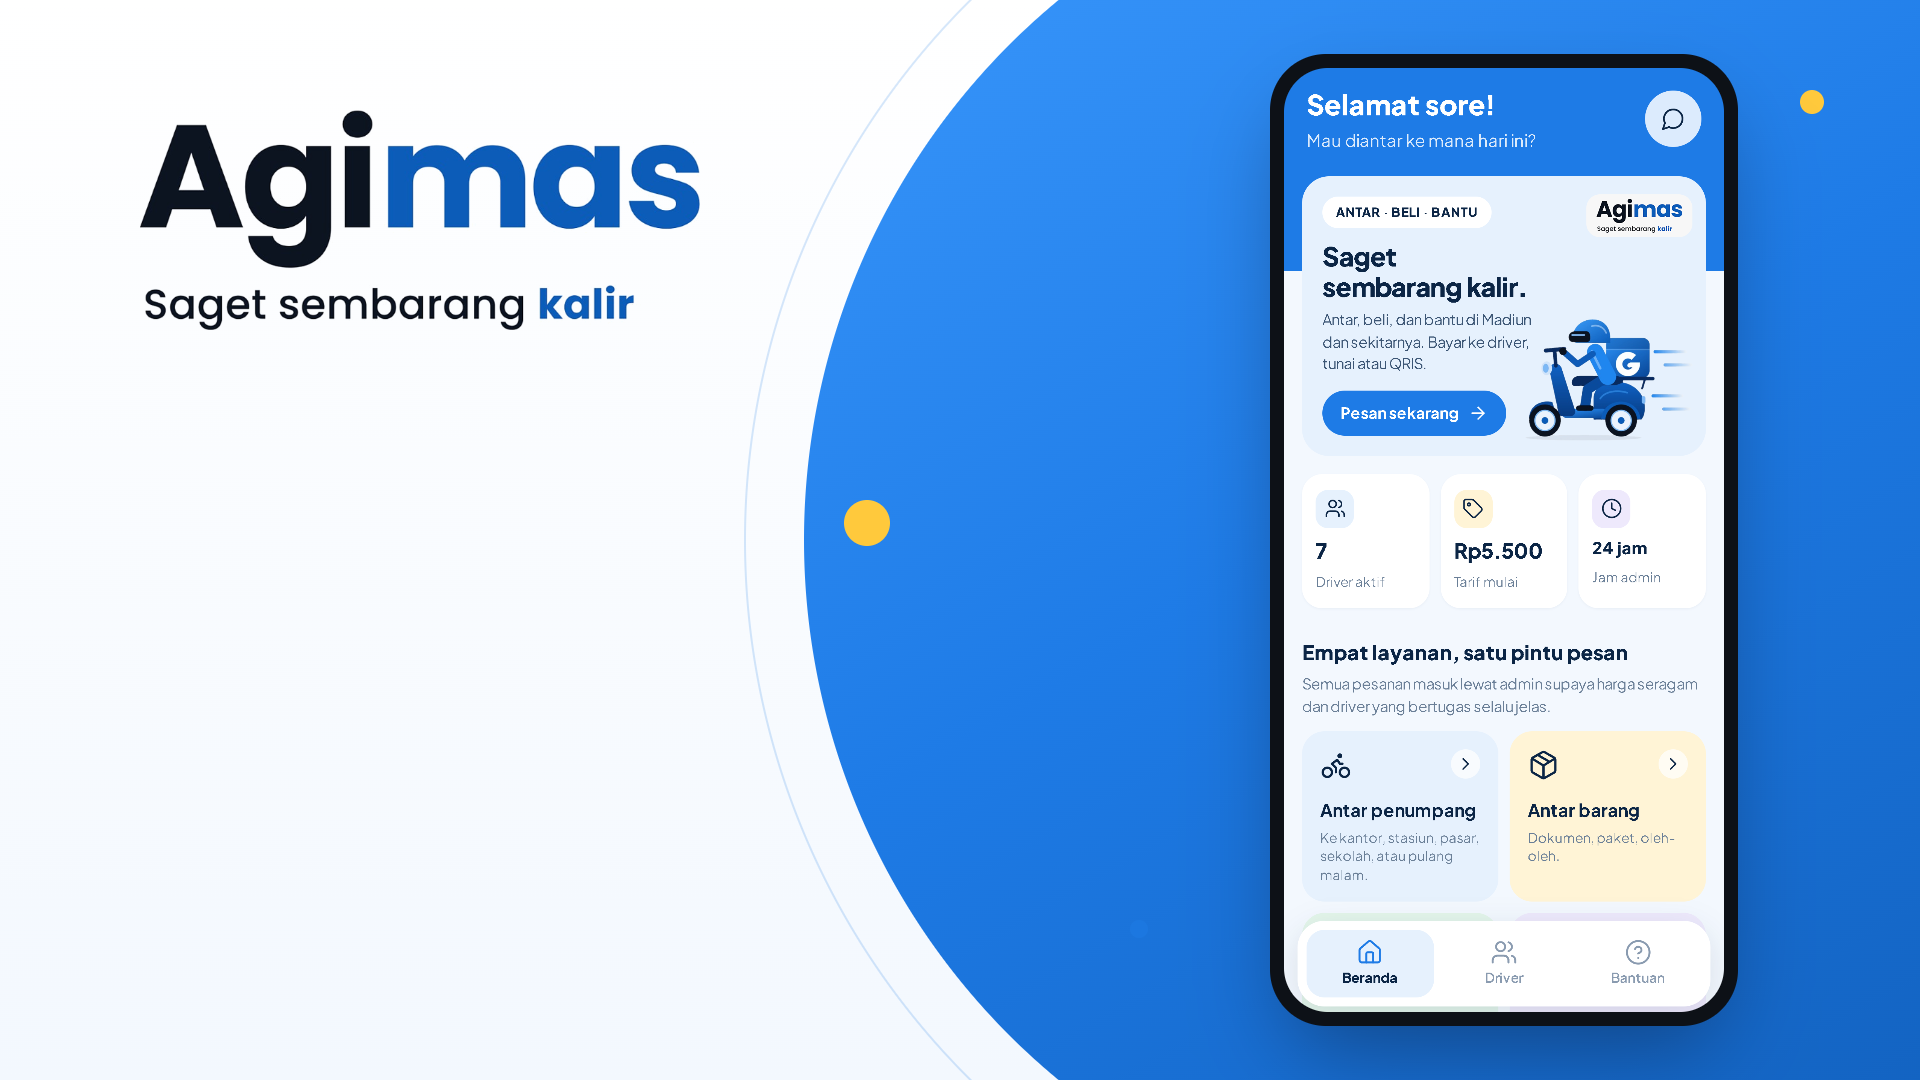 Agimas
Saget sembarang kalir
Selamat sore!
Mau diantar ke mana hari ini?
ANTAR · BELI · BANTU
Agimas
Saget sembarang kalir
Saget
sembarang kalir.
Antar, beli, dan bantu di Madiun
dan sekitarnya. Bayar ke driver,
tunai atau QRIS.
G
Pesan sekarang
7
Driver aktif
Rp5.500
Tarif mulai
24 jam
Jam admin
Empat layanan, satu pintu pesan
Semua pesanan masuk lewat admin supaya harga seragam
dan driver yang bertugas selalu jelas.
Antar penumpang
Ke kantor, stasiun, pasar,
sekolah, atau pulang
malam.
Antar barang
Dokumen, paket, oleh-
oleh.
Beranda
Driver
Bantuan